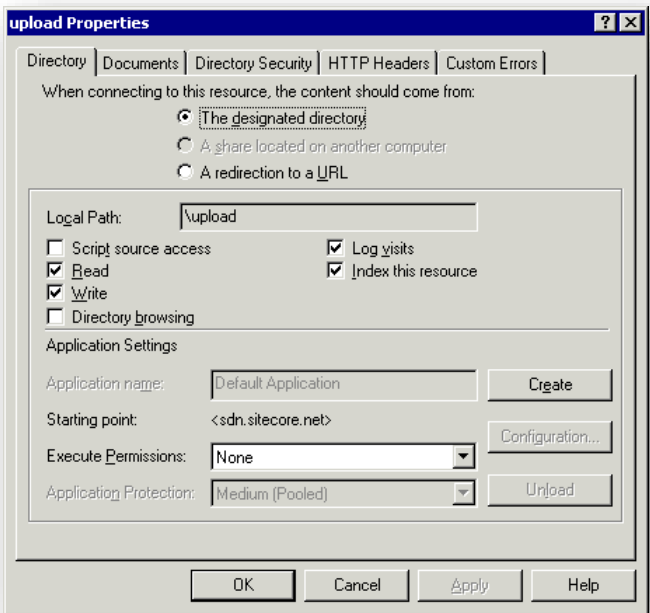 upload Properties
Directory Documents Directory Security HTTP Headers Custom Errors
When connecting to this resource, the content should come from:
The designated directory
A share located on another computer
A redirection to a URL
Local Path: \upload
Script source access Log visits
Read Index this resource
Write
Directory browsing
Application Settings
Application name: Default Application Create
Starting point: <sdn.sitecore.net>
Configuration...
Execute Permissions: None
Application Protection: Medium (Pooled) Unload
OK Cancel Apply Help